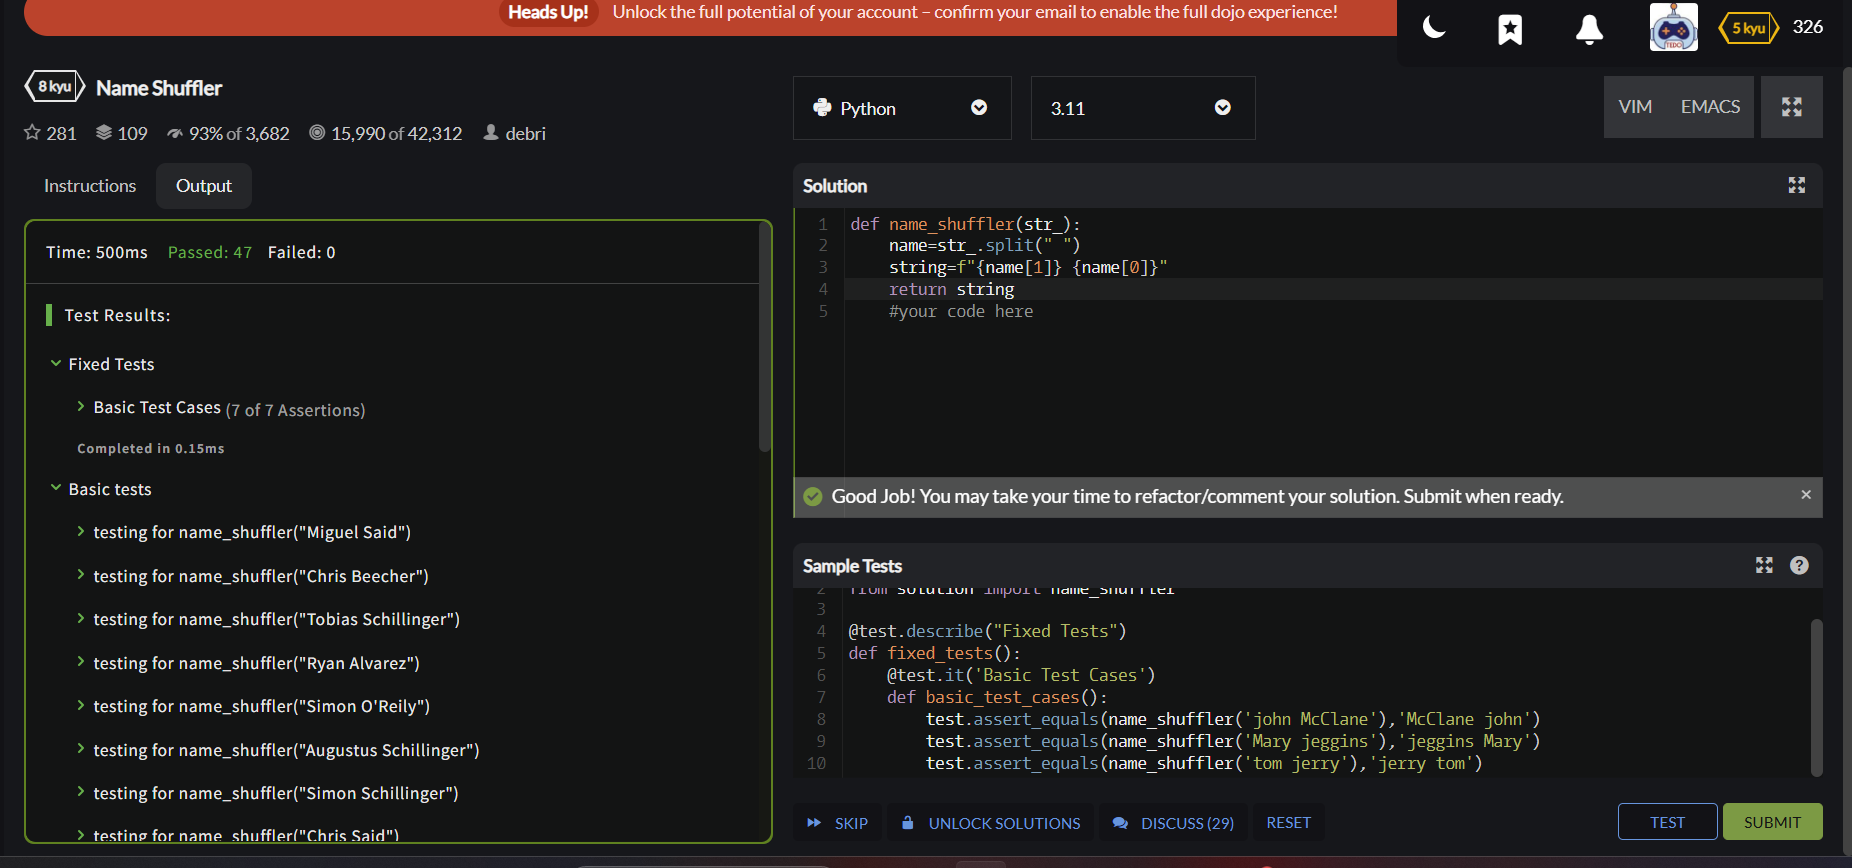 Heads Up! Unlock the full potential of your account – confirm your email to enable the full dojo experience!
TEDO
5 kyu 326
8 kyu Name Shuffler
281 109 93% of 3,682 15,990 of 42,312 debri
Python
3.11
VIM EMACS
Instructions Output
Time: 500ms Passed: 47 Failed: 0
Test Results:
Fixed Tests
Basic Test Cases (7 of 7 Assertions)
Completed in 0.15ms
Basic tests
testing for name_shuffler("Miguel Said")
testing for name_shuffler("Chris Beecher")
testing for name_shuffler("Tobias Schillinger")
testing for name_shuffler("Ryan Alvarez")
testing for name_shuffler("Simon O'Reily")
testing for name_shuffler("Augustus Schillinger")
testing for name_shuffler("Simon Schillinger")
testing for name_shuffler("Chris Said")
Solution
1 def name_shuffler(str_):
2 name=str_.split(" ")
3 string=f"{name[1]} {name[0]}"
4 return string
5 #your code here
Good Job! You may take your time to refactor/comment your solution. Submit when ready.
Sample Tests
2 from solution import name_shuffler
3
4 @test.describe("Fixed Tests")
5 def fixed_tests():
6 @test.it('Basic Test Cases')
7 def basic_test_cases():
8 test.assert_equals(name_shuffler('john McClane'),'McClane john')
9 test.assert_equals(name_shuffler('Mary jeggins'),'jeggins Mary')
10 test.assert_equals(name_shuffler('tom jerry'),'jerry tom')
SKIP UNLOCK SOLUTIONS DISCUSS (29) RESET TEST SUBMIT